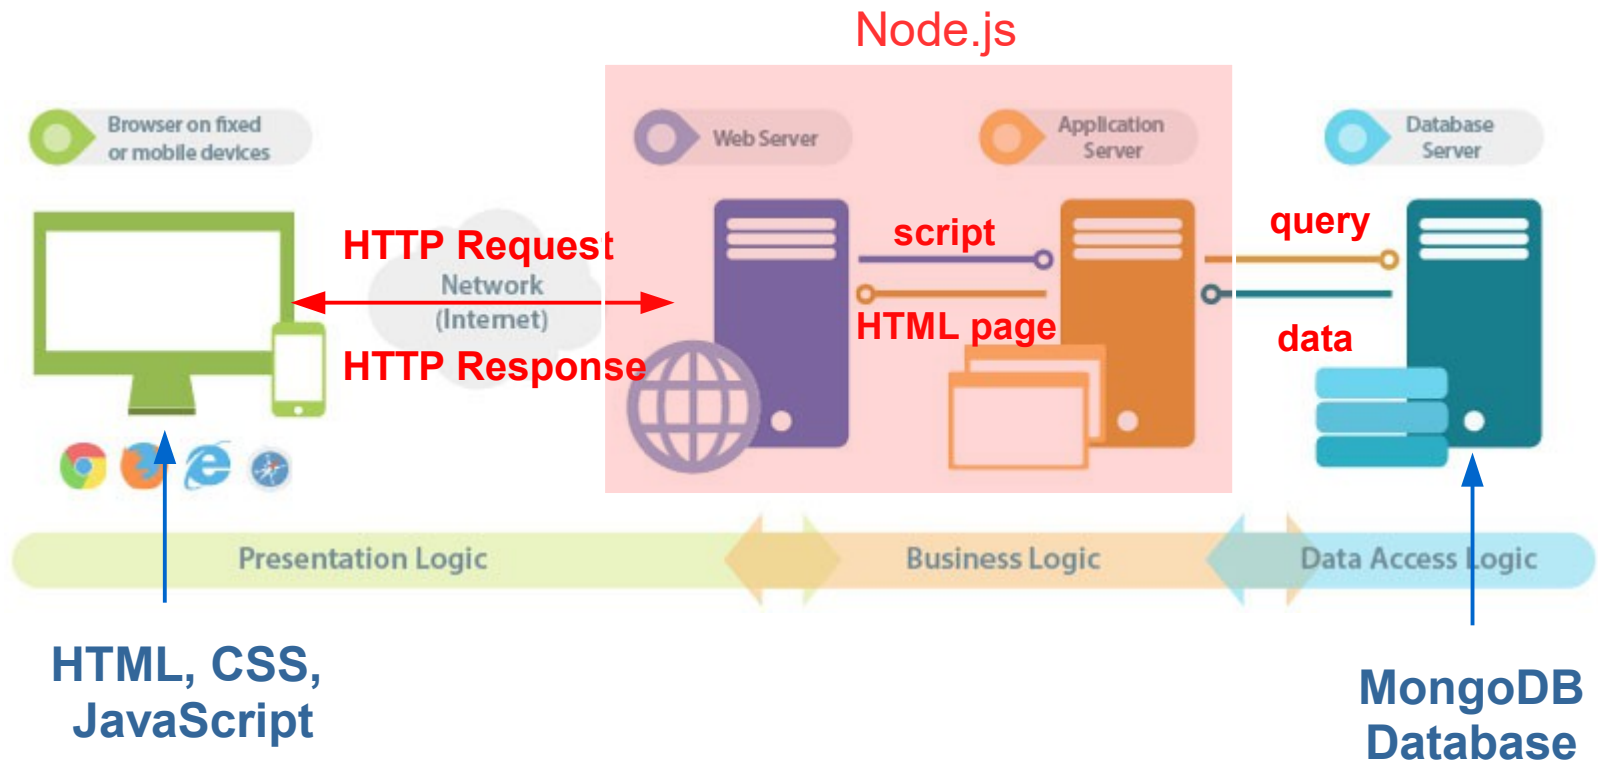 Node.js
Browser on fixed
or mobile devices
Web Server
Application
Server
Database
Server
HTTP Request
Network
(Internet)
HTTP Response
script
HTML page
query
data
Presentation Logic
Business Logic
Data Access Logic
HTML, CSS,
JavaScript
MongoDB
Database